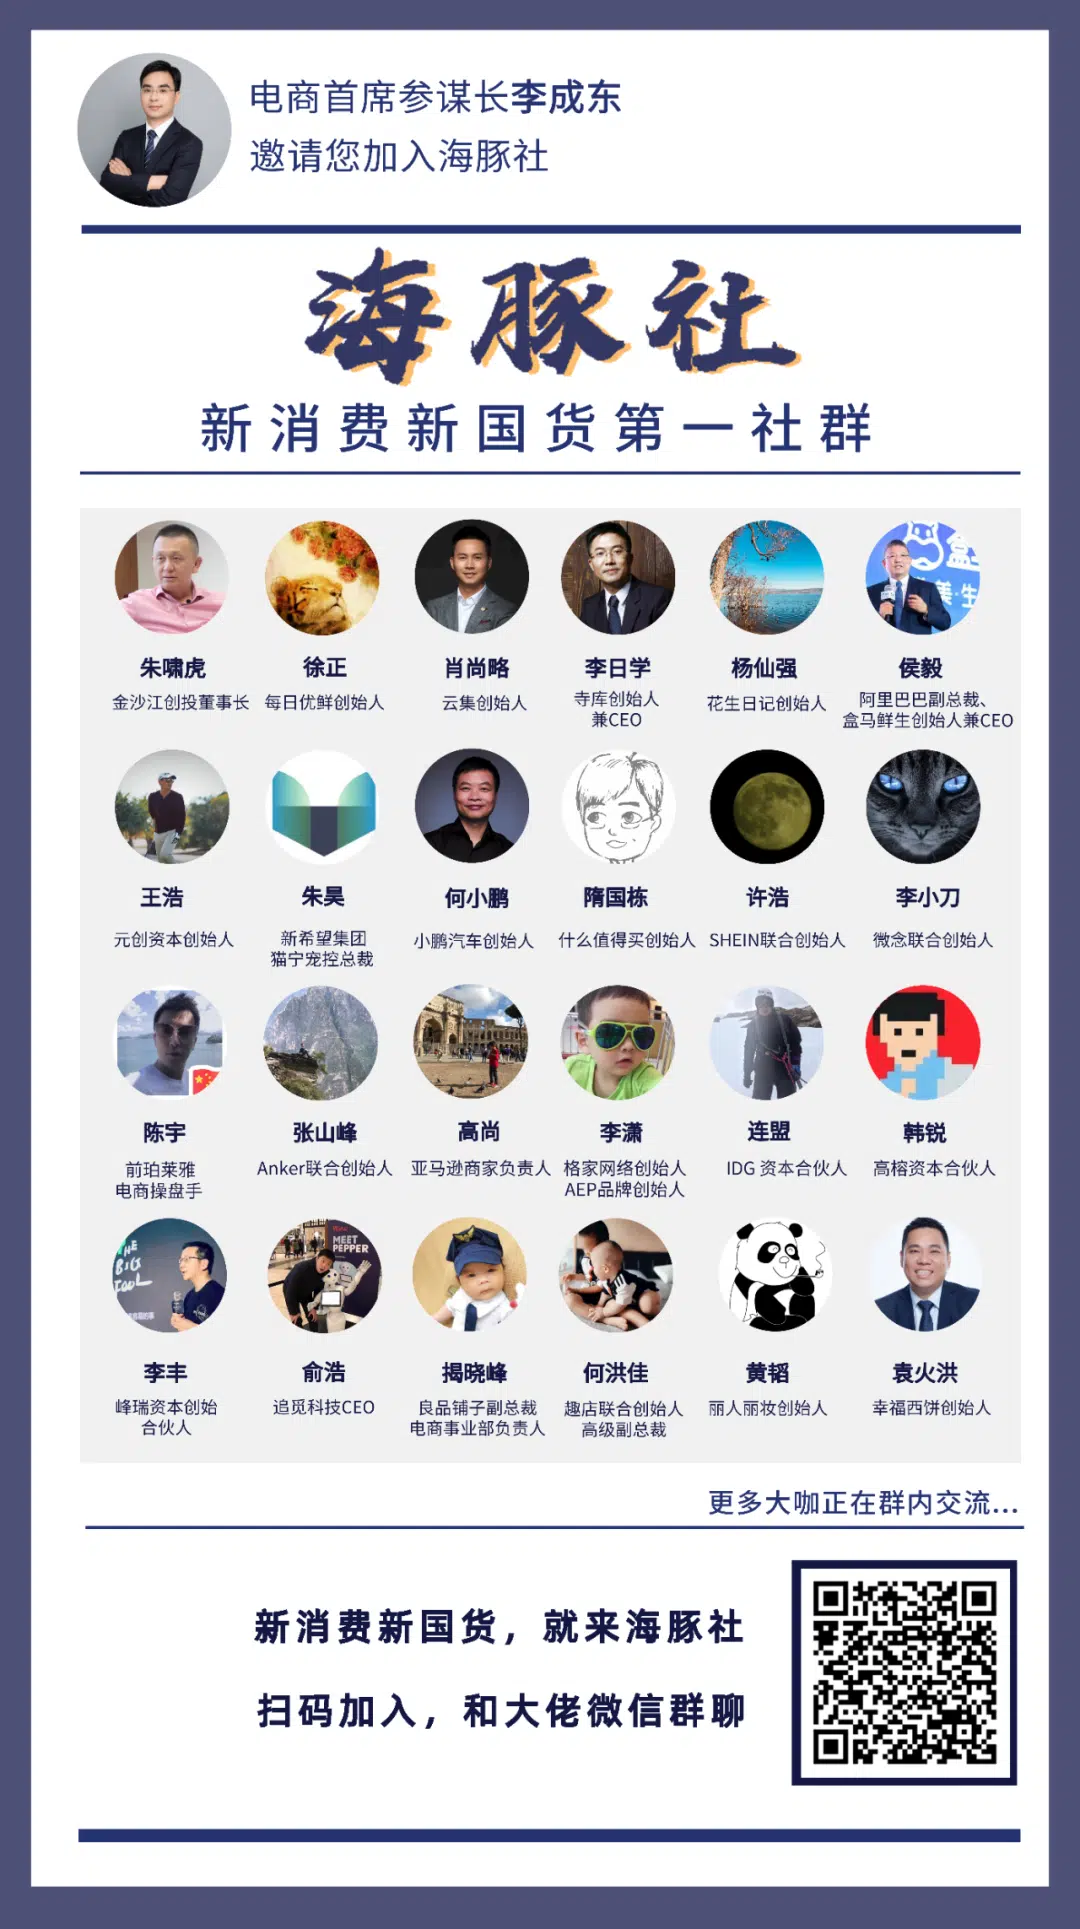 电商首席参谋长李成东
邀请您加入海豚社
海豚社
新消费新国货第一社群
盒
美·生
朱啸虎 徐正 肖尚略 李日学 杨仙强 侯毅
金沙江创投董事长 每日优鲜创始人 云集创始人 寺库创始人 花生日记创始人 阿里巴巴副总裁、
兼CEO 盒马鲜生创始人兼CEO
王浩 朱昊 何小鹏 隋国栋 许浩 李小刀
元创资本创始人 新希望集团 小鹏汽车创始人 什么值得买创始人 SHEIN联合创始人 微念联合创始人
猫宁宠控总裁
陈宇 张山峰 高尚 李潇 连盟 韩锐
前珀莱雅 Anker联合创始人 亚马逊商家负责人 格家网络创始人 IDG 资本合伙人 高榕资本合伙人
电商操盘手 AEP品牌创始人
THE
BIG
TOOL
MEET
PEPPER
李丰 俞浩 揭晓峰 何洪佳 黄韬 袁火洪
峰瑞资本创始 追觅科技CEO 良品铺子副总裁 趣店联合创始人 丽人丽妆创始人 幸福西饼创始人
合伙人 电商事业部负责人 高级副总裁
更多大咖正在群内交流...
新消费新国货，就来海豚社
扫码加入，和大佬微信群聊